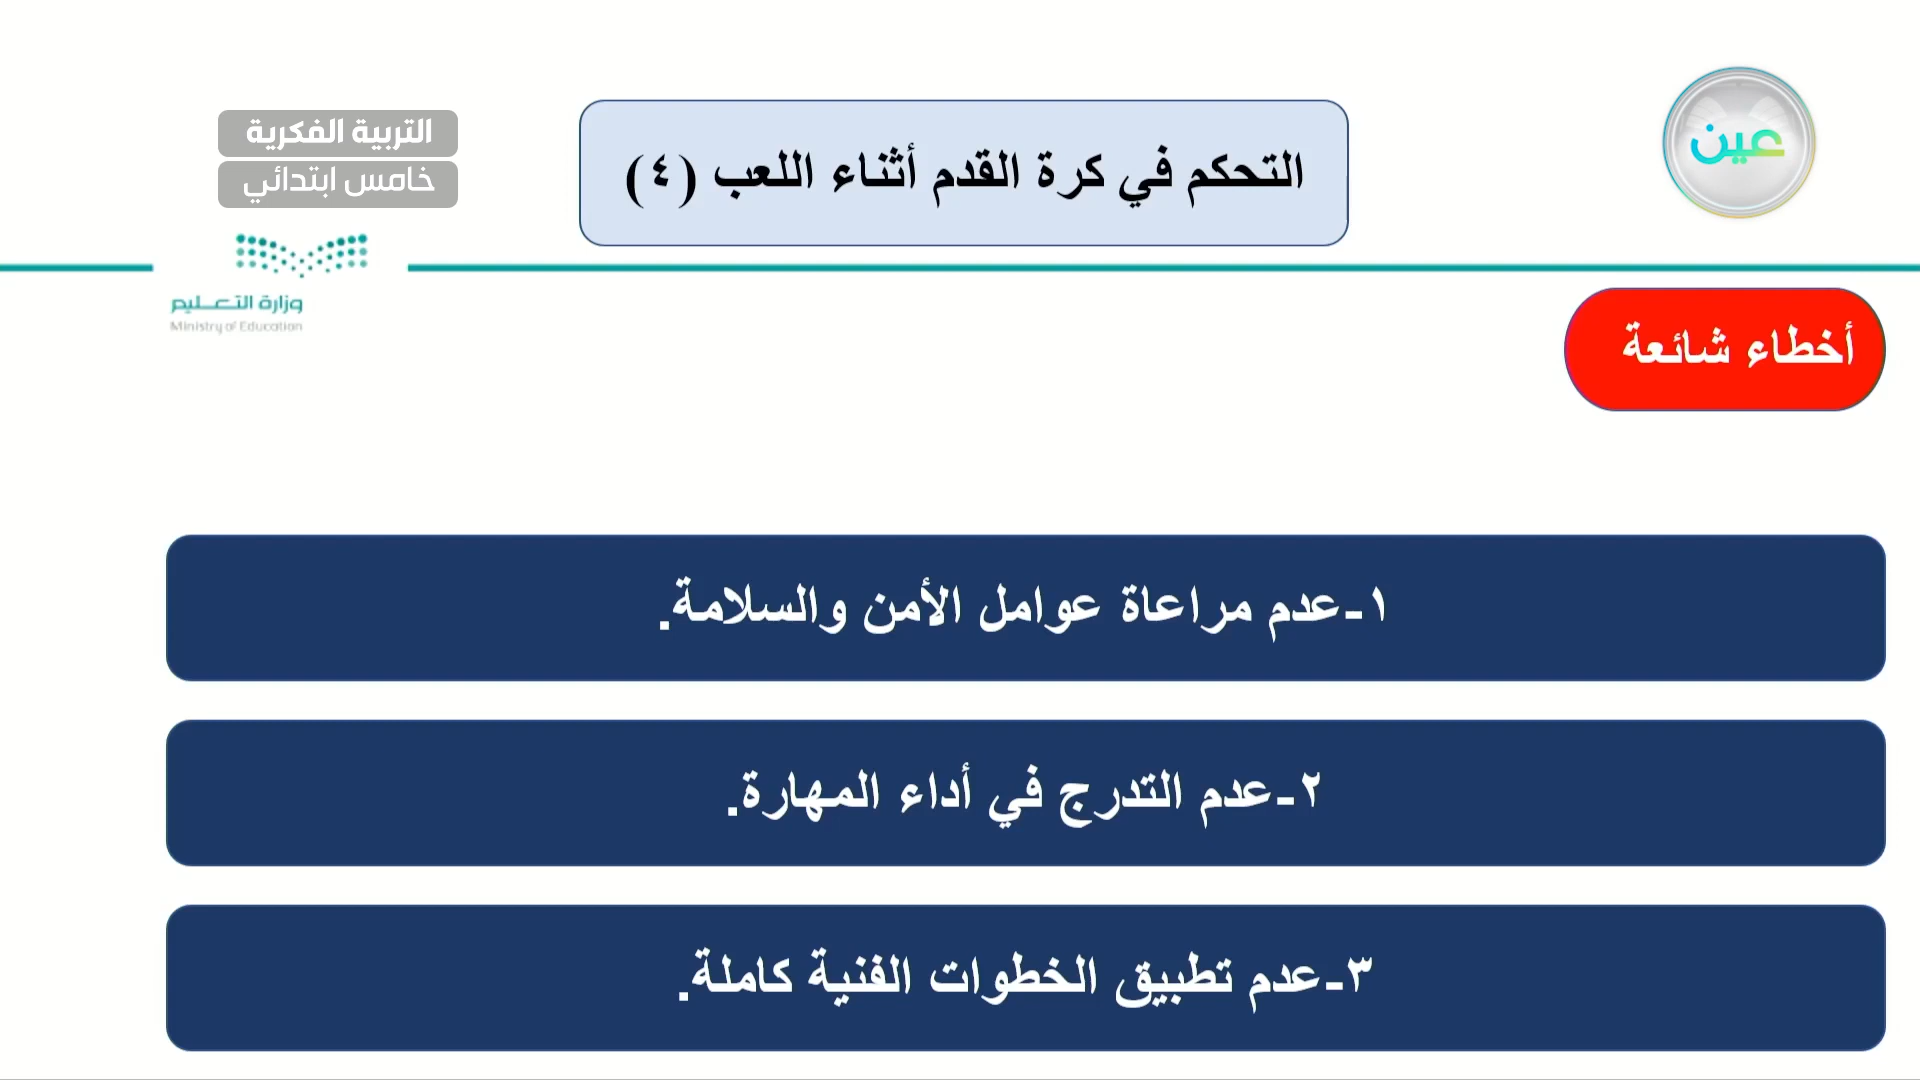 عين
التحكم في كرة القدم أثناء اللعب (٤)
التربية الفكرية
خامس ابتدائي
وزارة التعـــليم
Ministry of Education
أخطاء شائعة
١-عدم مراعاة عوامل الأمن والسلامة.
٢-عدم التدرج في أداء المهارة.
٣-عدم تطبيق الخطوات الفنية كاملة.